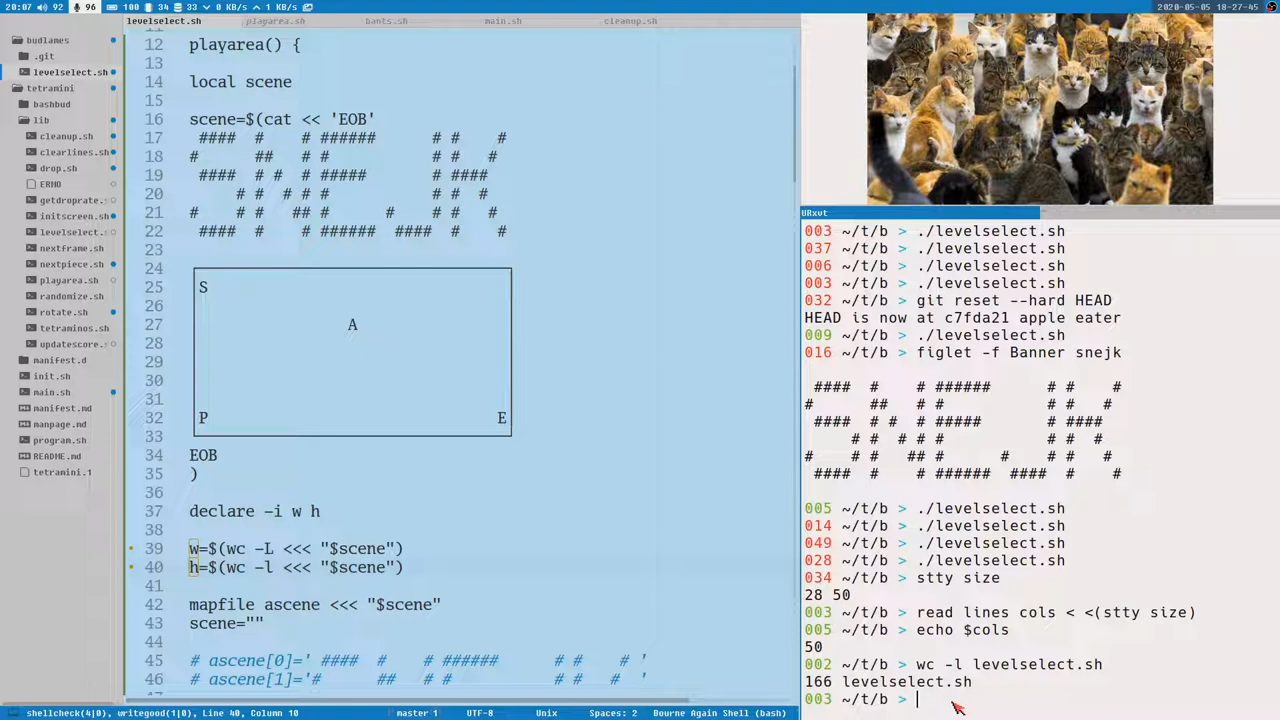 20:07 92 96 100 34 33 0 KB/s 1 KB/s
2020-05-05 18-27-45
levelselect.sh playarea.sh bants.sh main.sh cleanup.sh
budlames
.git
levelselect.sh
tetramini
bashbud
lib
cleanup.sh
clearlines.sh
drop.sh
ERNO
getdroprate.s
initscreen.sh
levelselect.s
nextframe.sh
nextpiece.sh
playarea.sh
randomize.sh
rotate.sh
tetraminos.sh
updatescore.s
manifest.d
init.sh
main.sh
manifest.md
manpage.md
program.sh
README.md
tetramini.1
12 playarea() {
13
14 local scene
15
16 scene=$(cat << 'EOB'
17  ####  #    # ######      # #    #
18 #      ##   # #           # #   #
19  ####  # #  # #####       # ####
20      # #  # # #           # #  #
21 #    # #   ## #      #    # #   #
22  ####  #    # ######  ####  #    #
23
24
25 S
26
27 A
28
29
30
31
32 P E
33
34 EOB
35 )
36
37 declare -i w h
38
39 w=$(wc -L <<< "$scene")
40 h=$(wc -l <<< "$scene")
41
42 mapfile ascene <<< "$scene"
43 scene=""
44
45 # ascene[0]=' ####  #    # ######      # #    # '
46 # ascene[1]='#      ##   # #           # #   #
shellcheck(4|0), writegood(1|0), Line 40, Column 10 master 1 UTF-8 Unix Spaces: 2 Bourne Again Shell (bash)
URxvt
003 ~/t/b > ./levelselect.sh
037 ~/t/b > ./levelselect.sh
006 ~/t/b > ./levelselect.sh
003 ~/t/b > ./levelselect.sh
032 ~/t/b > git reset --hard HEAD
HEAD is now at c7fda21 apple eater
009 ~/t/b > ./levelselect.sh
016 ~/t/b > figlet -f Banner snejk
 ####  #    # ######      # #    #
#      ##   # #           # #   #
 ####  # #  # #####       # ####
     # #  # # #           # #  #
#    # #   ## #      #    # #   #
 ####  #    # ######  ####  #    #
005 ~/t/b > ./levelselect.sh
014 ~/t/b > ./levelselect.sh
049 ~/t/b > ./levelselect.sh
028 ~/t/b > ./levelselect.sh
034 ~/t/b > stty size
28 50
003 ~/t/b > read lines cols < <(stty size)
005 ~/t/b > echo $cols
50
002 ~/t/b > wc -l levelselect.sh
166 levelselect.sh
003 ~/t/b >